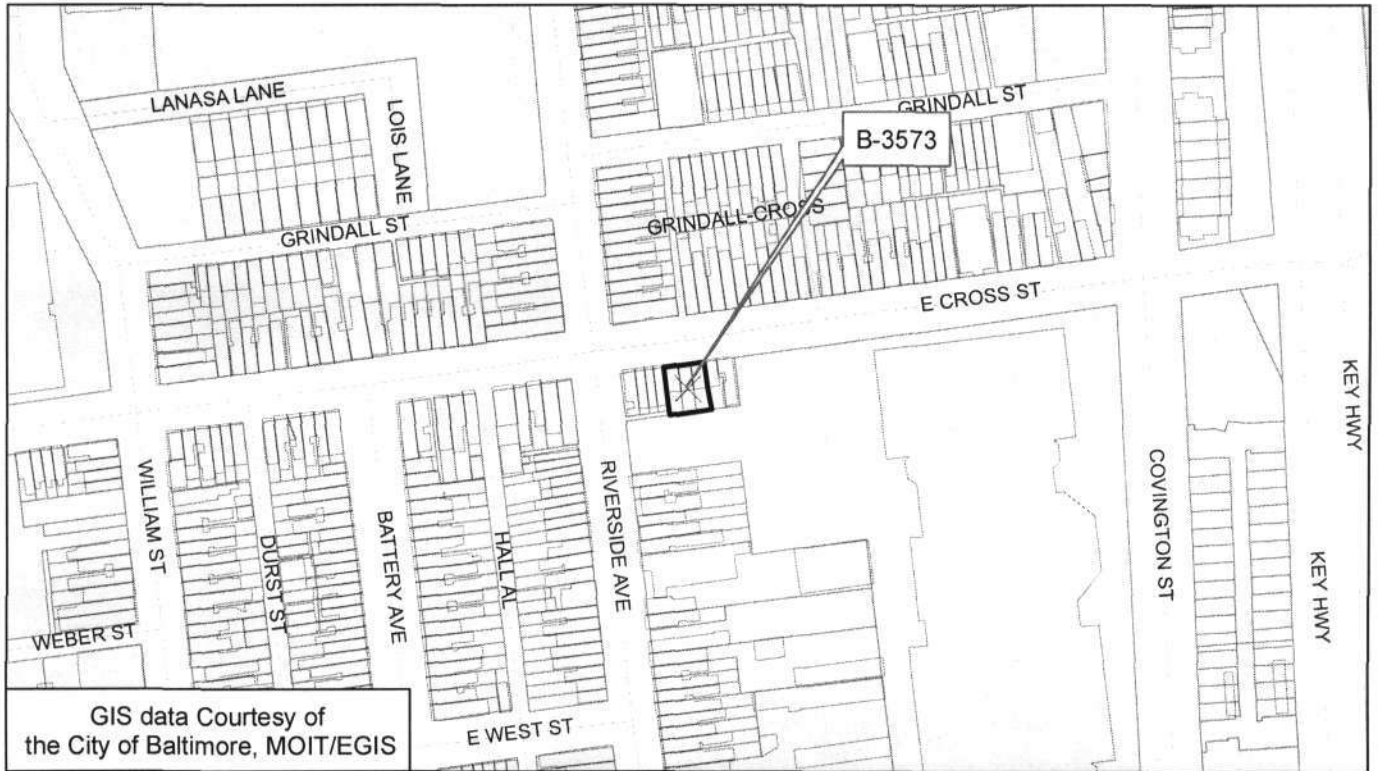 LANASA LANE
LOIS LANE
GRINDALL ST
B-3573
GRINDALL-CROSS
GRINDALL ST
E CROSS ST
KEY HWY
WILLIAM ST
DURST ST
BATTERY AVE
HALL AL
RIVERSIDE AVE
COVINGTON ST
KEY HWY
WEBER ST
E WEST ST
GIS data Courtesy of
the City of Baltimore, MOIT/EGIS